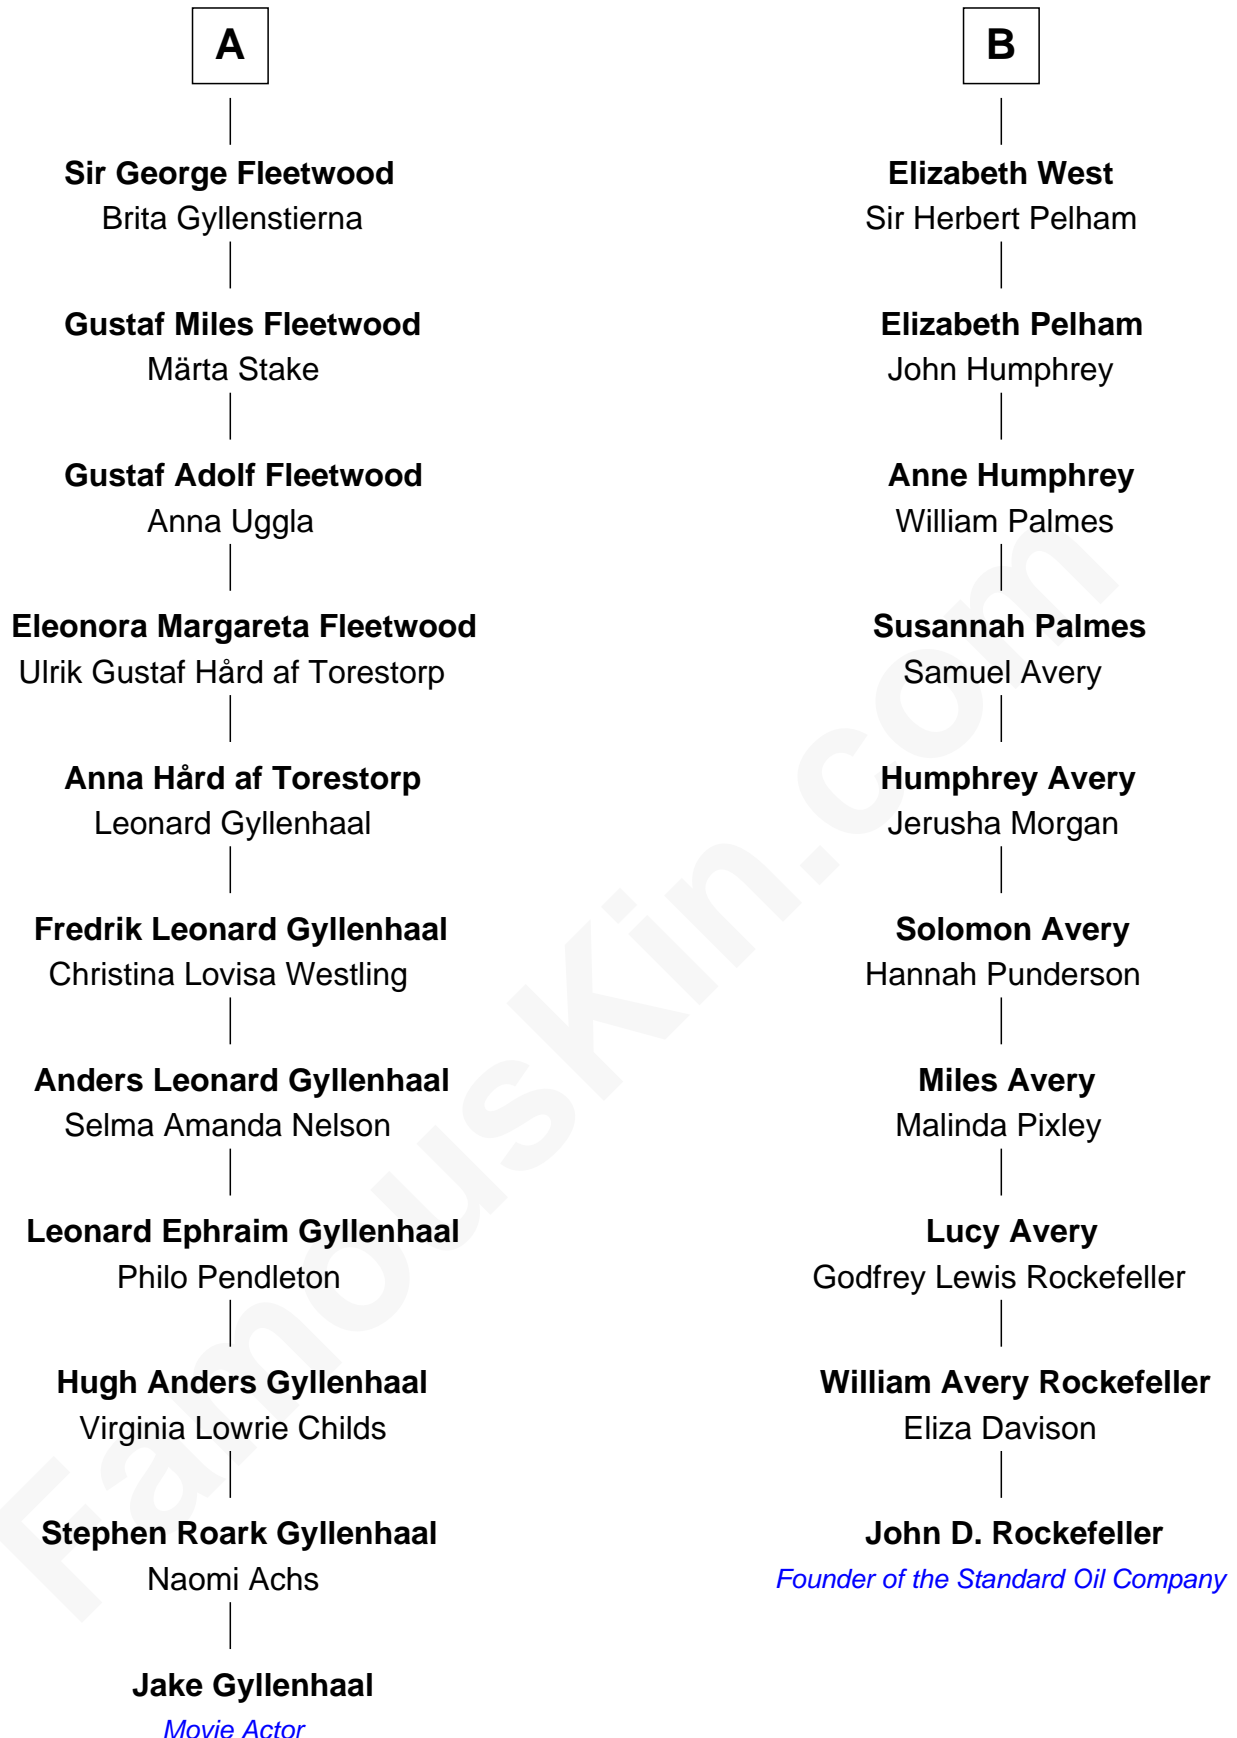 A
Sir George Fleetwood
Brita Gyllenstierna
Gustaf Miles Fleetwood
Märta Stake
Gustaf Adolf Fleetwood
Anna Uggla
Eleonora Margareta Fleetwood
Ulrik Gustaf Hård af Torestorp
Anna Hård af Torestorp
Leonard Gyllenhaal
Fredrik Leonard Gyllenhaal
Christina Lovisa Westling
Anders Leonard Gyllenhaal
Selma Amanda Nelson
Leonard Ephraim Gyllenhaal
Philo Pendleton
Hugh Anders Gyllenhaal
Virginia Lowrie Childs
Stephen Roark Gyllenhaal
Naomi Achs
Jake Gyllenhaal
Movie Actor
B
Elizabeth West
Sir Herbert Pelham
Elizabeth Pelham
John Humphrey
Anne Humphrey
William Palmes
Susannah Palmes
Samuel Avery
Humphrey Avery
Jerusha Morgan
Solomon Avery
Hannah Punderson
Miles Avery
Malinda Pixley
Lucy Avery
Godfrey Lewis Rockefeller
William Avery Rockefeller
Eliza Davison
John D. Rockefeller
Founder of the Standard Oil Company
FamousKin.com